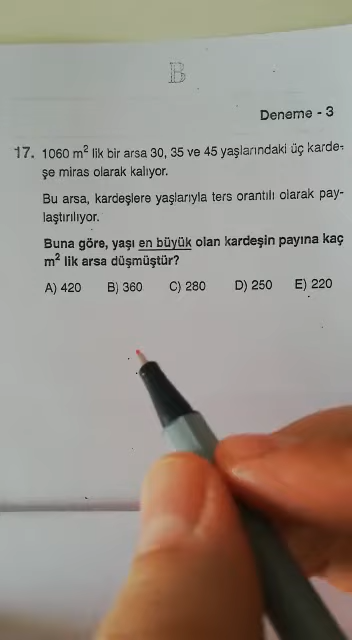 B
Deneme - 3
17. 1060 m² lik bir arsa 30, 35 ve 45 yaşlarındaki üç karde-
şe miras olarak kalıyor.
Bu arsa, kardeşlere yaşlarıyla ters orantılı olarak pay-
laştırılıyor.
Buna göre, yaşı en büyük olan kardeşin payına kaç
m² lik arsa düşmüştür?
A) 420 B) 360 C) 280 D) 250 E) 220